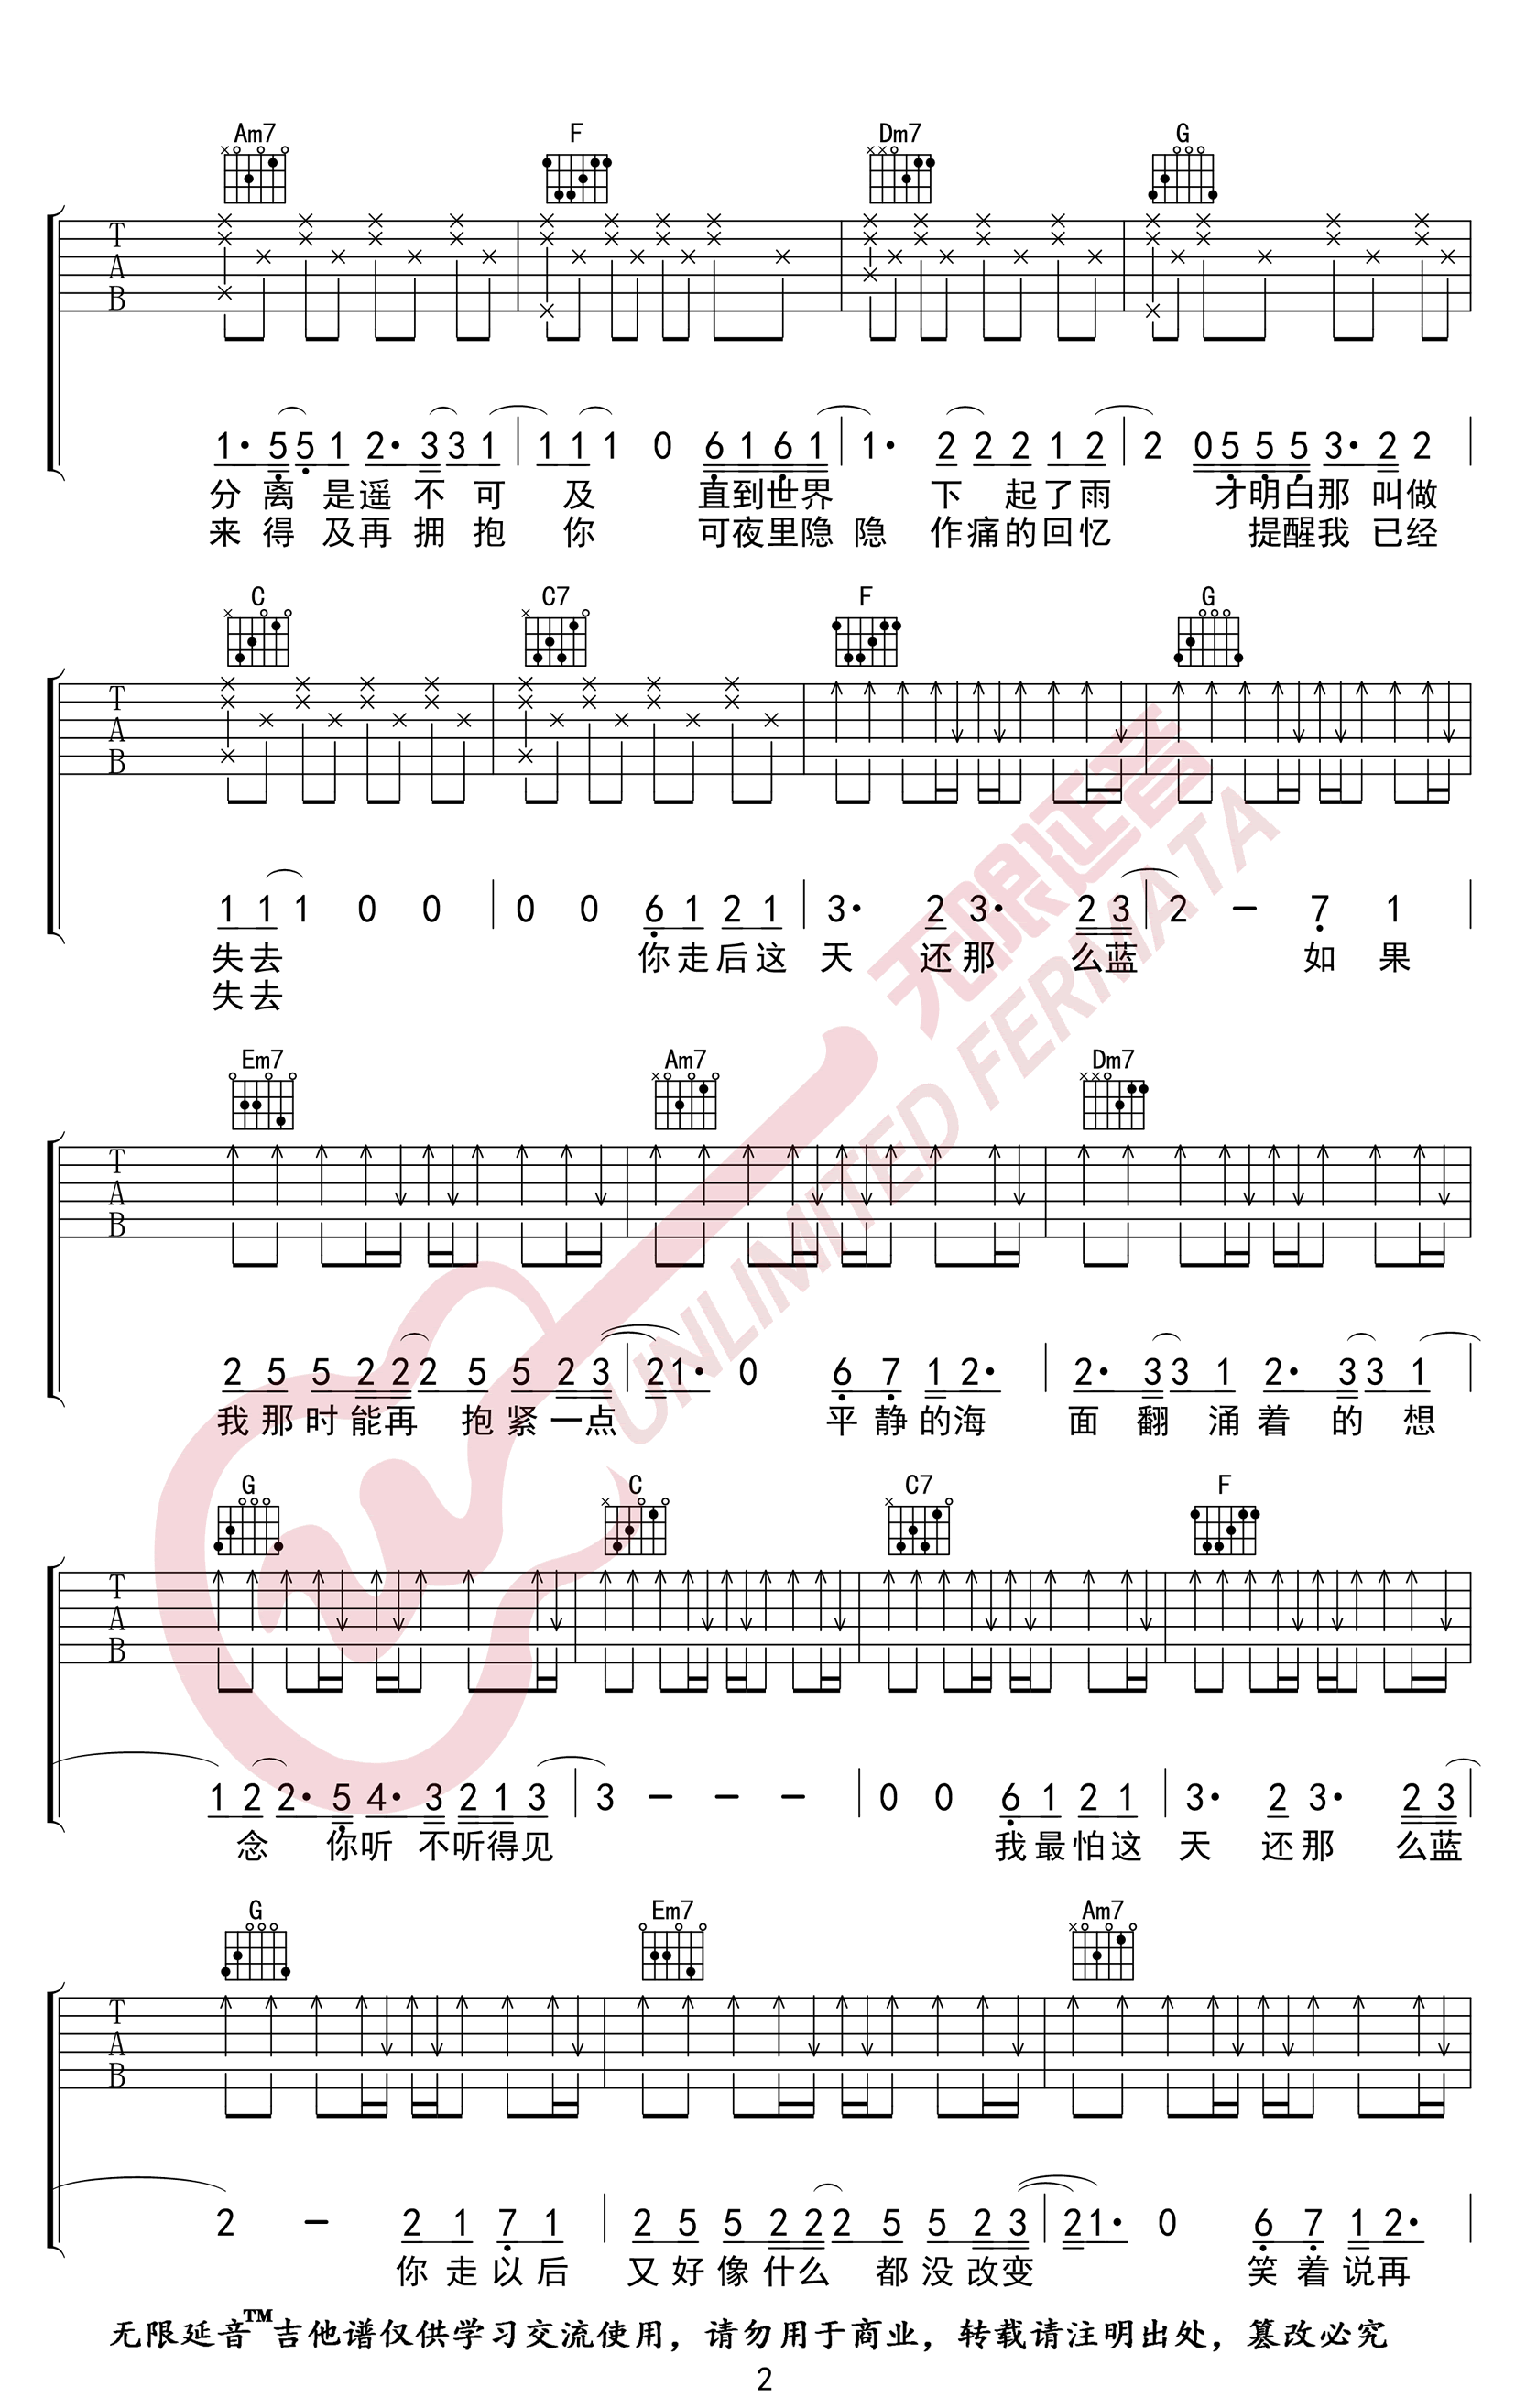 Am7 F Dm7 G
T
A
B
1· 5 5 1 2· 3 3 1 | 1 1 1 0 6 1 6 1 | 1· 2 2 2 1 2 | 2 0 5 5 5 3· 2 2 |
分 离 是 遥 不 可 及 直到世界 下 起了雨 才明白那 叫做
来 得 及再 拥 抱 你 可夜里隐 隐 作痛的回忆 提醒我 已经
C C7 F G
T
A
B
1 1 1 0 0 | 0 0 6 1 2 1 | 3· 2 3· 2 3 | 2 - 7 1 |
失去 你走后这 天 还那 么蓝 如 果
失去
Em7 Am7 Dm7
T
A
B
2 5 5 2 2 2 5 5 2 3 | 2 1· 0 6 7 1 2· | 2· 3 3 1 2· 3 3 1 |
我那时能再 抱紧一点 平静的海 面 翻 涌着 的 想
G C C7 F
T
A
B
1 2 2· 5 4· 3 2 1 3 | 3 - - - | 0 0 6 1 2 1 | 3· 2 3· 2 3 |
念 你听 不听得见 我最怕这 天 还那 么蓝
G Em7 Am7
T
A
B
2 - 2 1 7 1 | 2 5 5 2 2 2 5 5 2 3 | 2 1· 0 6 7 1 2· |
你走以后 又好像什么 都没改变 笑着说再
无限延音™吉他谱仅供学习交流使用，请勿用于商业，转载请注明出处，篡改必究
2
无限延音
UNLIMITED FERMATA